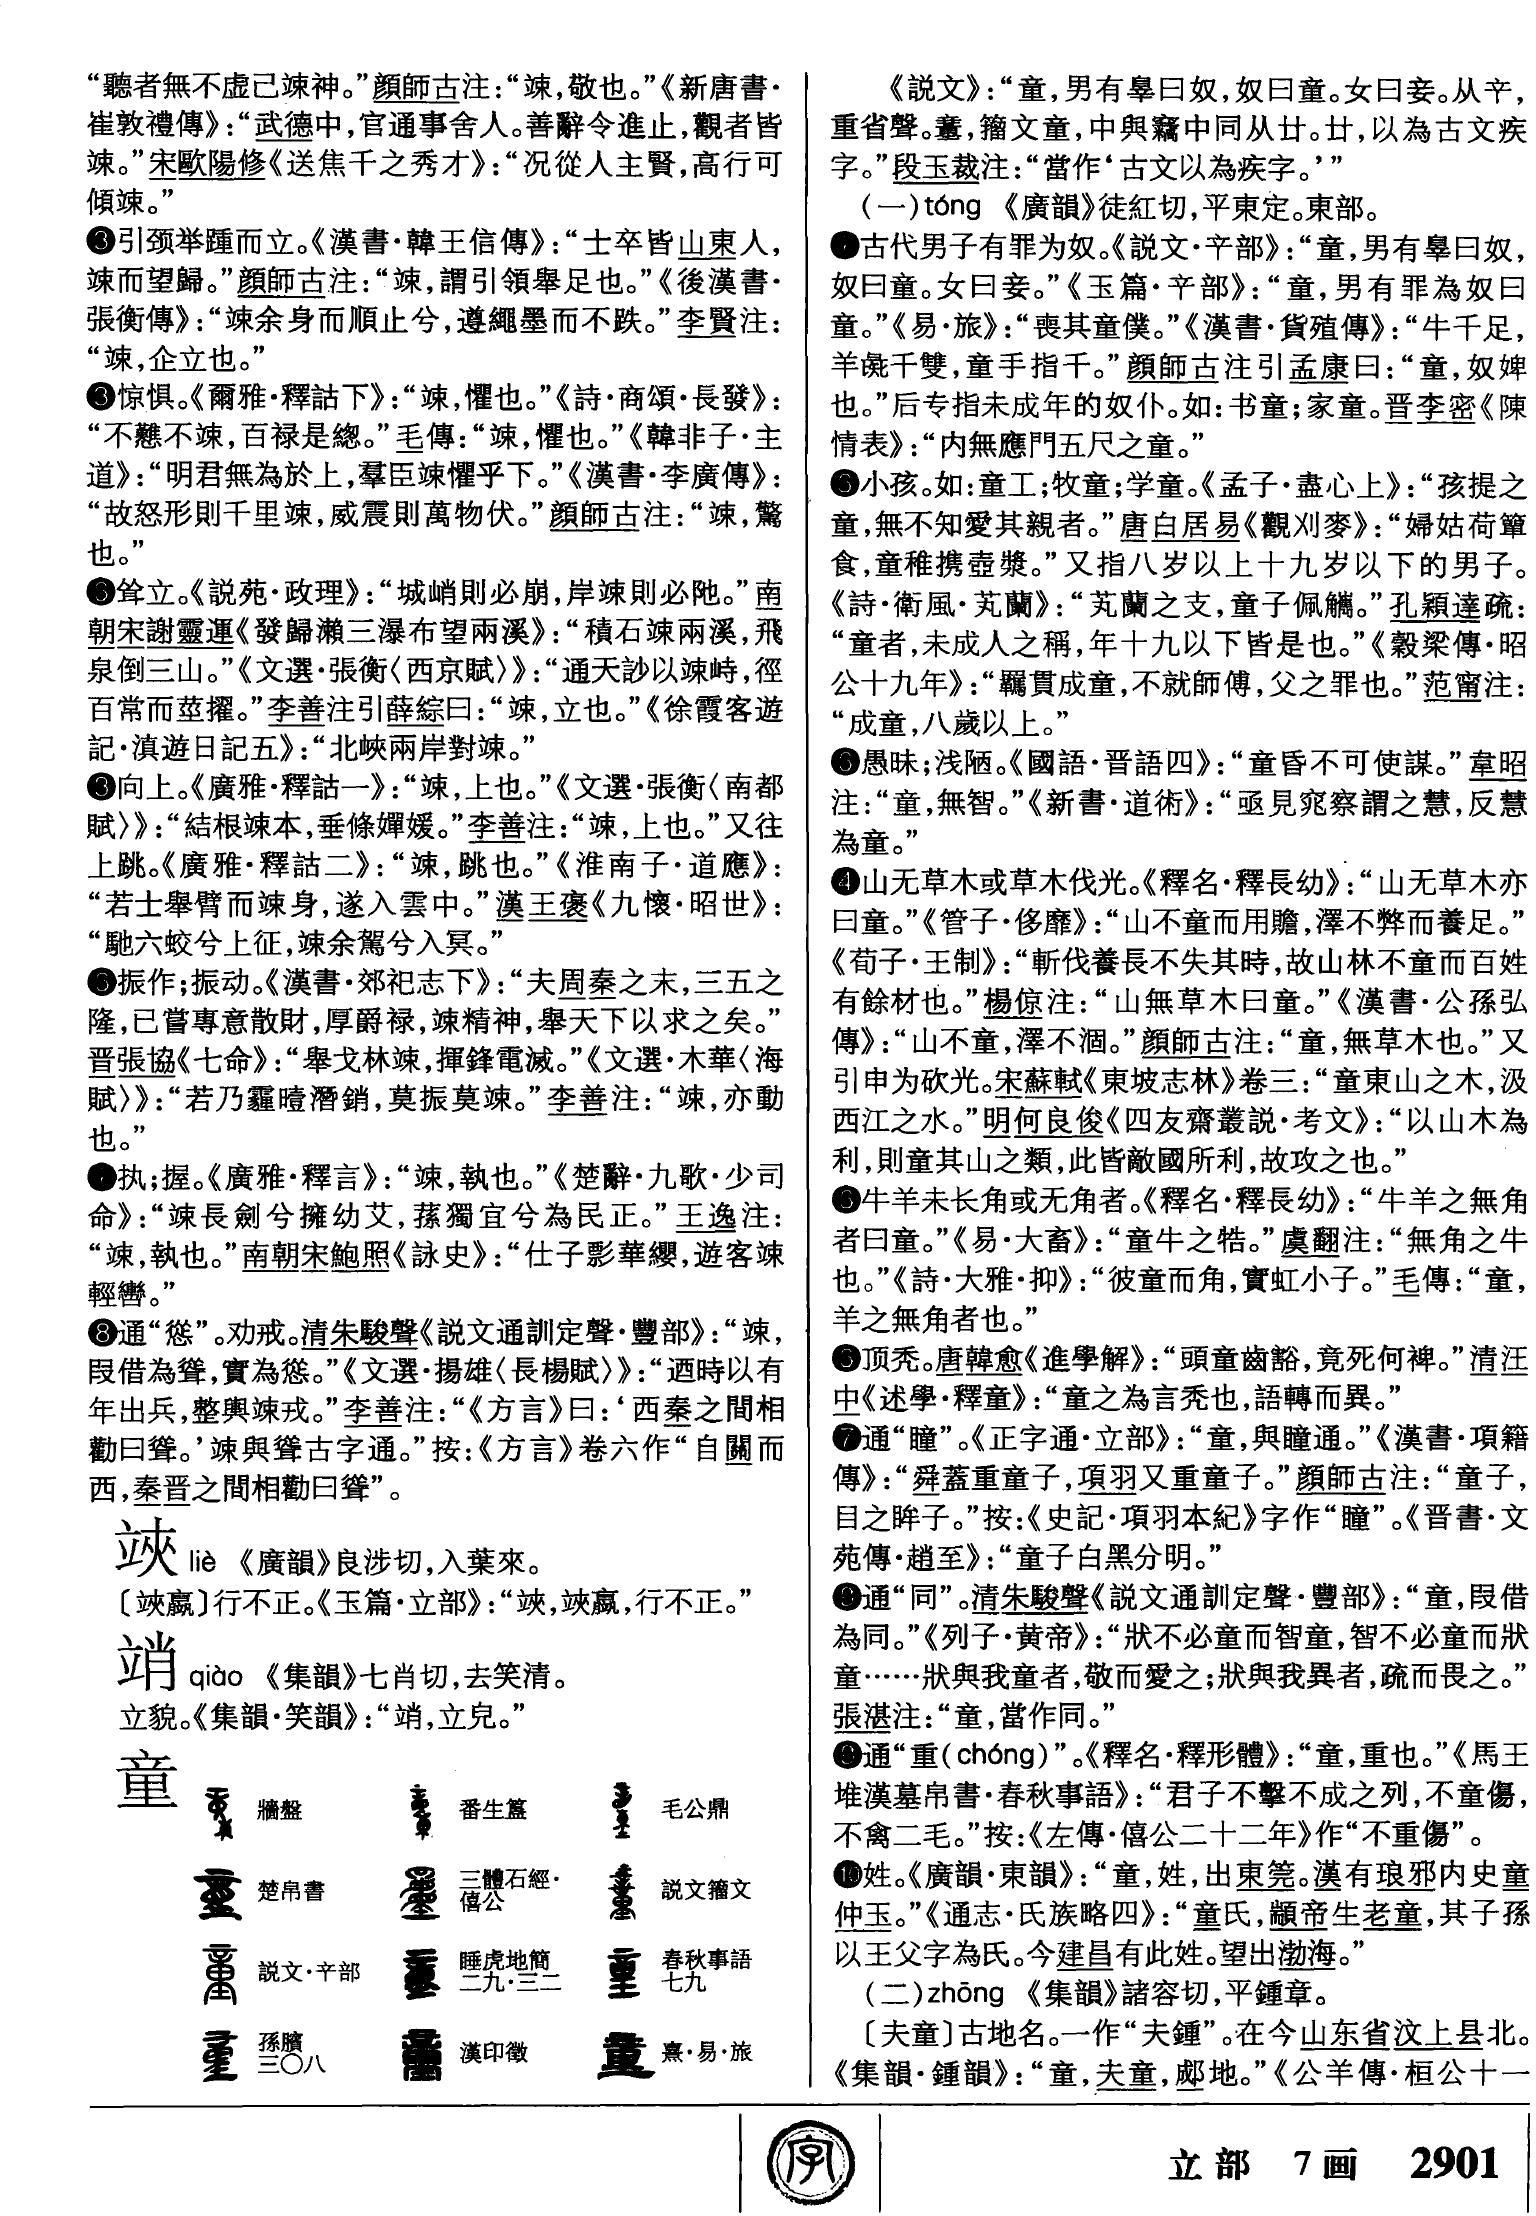 “聽者無不虚已竦神。”顔師古注：“竦，敬也。”《新唐書·
崔敦禮傳》：“武德中，官通事舍人。善辭令進止，觀者皆
竦。”宋歐陽修《送焦千之秀才》：“况從人主賢，高行可
傾竦。”
❸引颈举踵而立。《漢書·韓王信傳》：“士卒皆山東人，
竦而望歸。”顔師古注：“竦，謂引領舉足也。”《後漢書·
張衡傳》：“竦余身而順止兮，遵繩墨而不跌。”李賢注：
“竦，企立也。”
❸惊惧。《爾雅·釋詁下》：“竦，懼也。”《詩·商頌·長發》：
“不戁不竦，百禄是總。”毛傳：“竦，懼也。”《韓非子·主
道》：“明君無為於上，羣臣竦懼乎下。”《漢書·李廣傳》：
“故怒形則千里竦，威震則萬物伏。”顔師古注：“竦，驚
也。”
❻耸立。《説苑·政理》：“城峭則必崩，岸竦則必阤。”南
朝宋謝靈運《發歸瀨三瀑布望兩溪》：“積石竦兩溪，飛
泉倒三山。”《文選·張衡〈西京賦〉》：“通天訬以竦峙，徑
百常而莖擢。”李善注引薛綜曰：“竦，立也。”《徐霞客遊
記·滇遊日記五》：“北峽兩岸對竦。”
❸向上。《廣雅·釋詁一》：“竦，上也。”《文選·張衡〈南都
賦〉》：“結根竦本，垂條嬋媛。”李善注：“竦，上也。”又往
上跳。《廣雅·釋詁二》：“竦，跳也。”《淮南子·道應》：
“若士舉臂而竦身，遂入雲中。”漢王褒《九懷·昭世》：
“馳六蛟兮上征，竦余駕兮入冥。”
❻振作；振动。《漢書·郊祀志下》：“夫周秦之末，三五之
隆，已嘗專意散財，厚爵禄，竦精神，舉天下以求之矣。”
晋張協《七命》：“舉戈林竦，揮鋒電滅。”《文選·木華〈海
賦〉》：“若乃霾曀潛銷，莫振莫竦。”李善注：“竦，亦動
也。”
❼执；握。《廣雅·釋言》：“竦，執也。”《楚辭·九歌·少司
命》：“竦長劍兮擁幼艾，蓀獨宜兮為民正。”王逸注：
“竦，執也。”南朝宋鮑照《詠史》：“仕子彯華纓，遊客竦
輕轡。”
❽通“慫”。劝戒。清朱駿聲《説文通訓定聲·豐部》：“竦，
叚借為聳，實為慫。”《文選·揚雄〈長楊賦〉》：“迺時以有
年出兵，整輿竦戎。”李善注：“《方言》曰：‘西秦之間相
勸曰聳。’竦與聳古字通。”按：《方言》卷六作“自關而
西，秦晋之間相勸曰聳”。
䇽 liè 《廣韻》良涉切，入葉來。
〔䇽嬴〕行不正。《玉篇·立部》：“䇽，䇽嬴，行不正。”
䇌 qiào 《集韻》七肖切，去笑清。
立貌。《集韻·笑韻》：“䇌，立皃。”
童
牆盤 番生簋 毛公鼎
楚帛書 三體石經·僖公 説文籀文
説文·䇂部 睡虎地簡二九·三二 春秋事語七九
孫臏三〇八 漢印徵 熹·易·旅
《説文》：“童，男有辠曰奴，奴曰童。女曰妾。从䇂，
重省聲。𥫍，籀文童，中與竊中同从廿。廿，以為古文疾
字。”段玉裁注：“當作‘古文以為疾字。’”
（一）tóng 《廣韻》徒紅切，平東定。東部。
❶古代男子有罪为奴。《説文·䇂部》：“童，男有辠曰奴，
奴曰童。女曰妾。”《玉篇·䇂部》：“童，男有罪為奴曰
童。”《易·旅》：“喪其童僕。”《漢書·貨殖傳》：“牛千足，
羊彘千雙，童手指千。”顔師古注引孟康曰：“童，奴婢
也。”后专指未成年的奴仆。如：书童；家童。晋李密《陳
情表》：“内無應門五尺之童。”
❸小孩。如：童工；牧童；学童。《孟子·盡心上》：“孩提之
童，無不知愛其親者。”唐白居易《觀刈麥》：“婦姑荷簞
食，童稚携壺漿。”又指八岁以上十九岁以下的男子。
《詩·衛風·芄蘭》：“芄蘭之支，童子佩觿。”孔穎達疏：
“童者，未成人之稱，年十九以下皆是也。”《穀梁傳·昭
公十九年》：“羈貫成童，不就師傅，父之罪也。”范甯注：
“成童，八歲以上。”
❸愚昧；浅陋。《國語·晋語四》：“童昏不可使謀。”韋昭
注：“童，無智。”《新書·道術》：“亟見窕察謂之慧，反慧
為童。”
❹山无草木或草木伐光。《釋名·釋長幼》：“山无草木亦
曰童。”《管子·侈靡》：“山不童而用贍，澤不弊而養足。”
《荀子·王制》：“斬伐養長不失其時，故山林不童而百姓
有餘材也。”楊倞注：“山無草木曰童。”《漢書·公孫弘
傳》：“山不童，澤不涸。”顔師古注：“童，無草木也。”又
引申为砍光。宋蘇軾《東坡志林》卷三：“童東山之木，汲
西江之水。”明何良俊《四友齋叢説·考文》：“以山木為
利，則童其山之類，此皆敵國所利，故攻之也。”
❺牛羊未长角或无角者。《釋名·釋長幼》：“牛羊之無角
者曰童。”《易·大畜》：“童牛之牿。”虞翻注：“無角之牛
也。”《詩·大雅·抑》：“彼童而角，實虹小子。”毛傳：“童，
羊之無角者也。”
❻顶秃。唐韓愈《進學解》：“頭童齒豁，竟死何裨。”清汪
中《述學·釋童》：“童之為言秃也，語轉而異。”
❼通“瞳”。《正字通·立部》：“童，與瞳通。”《漢書·項籍
傳》：“舜蓋重童子，項羽又重童子。”顔師古注：“童子，
目之眸子。”按：《史記·項羽本紀》字作“瞳”。《晋書·文
苑傳·趙至》：“童子白黑分明。”
❽通“同”。清朱駿聲《説文通訓定聲·豐部》：“童，叚借
為同。”《列子·黄帝》：“狀不必童而智童，智不必童而狀
童……狀與我童者，敬而愛之；狀與我異者，疏而畏之。”
張湛注：“童，當作同。”
❾通“重(chóng)”。《釋名·釋形體》：“童，重也。”《馬王
堆漢墓帛書·春秋事語》：“君子不擊不成之列，不童傷，
不禽二毛。”按：《左傳·僖公二十二年》作“不重傷”。
❿姓。《廣韻·東韻》：“童，姓，出東莞。漢有琅邪内史童
仲玉。”《通志·氏族略四》：“童氏，顓帝生老童，其子孫
以王父字為氏。今建昌有此姓。望出渤海。”
（二）zhōng 《集韻》諸容切，平鍾章。
〔夫童〕古地名。一作“夫鍾”。在今山东省汶上县北。
《集韻·鍾韻》：“童，夫童，郕地。”《公羊傳·桓公十一
字
立部 7画 2901